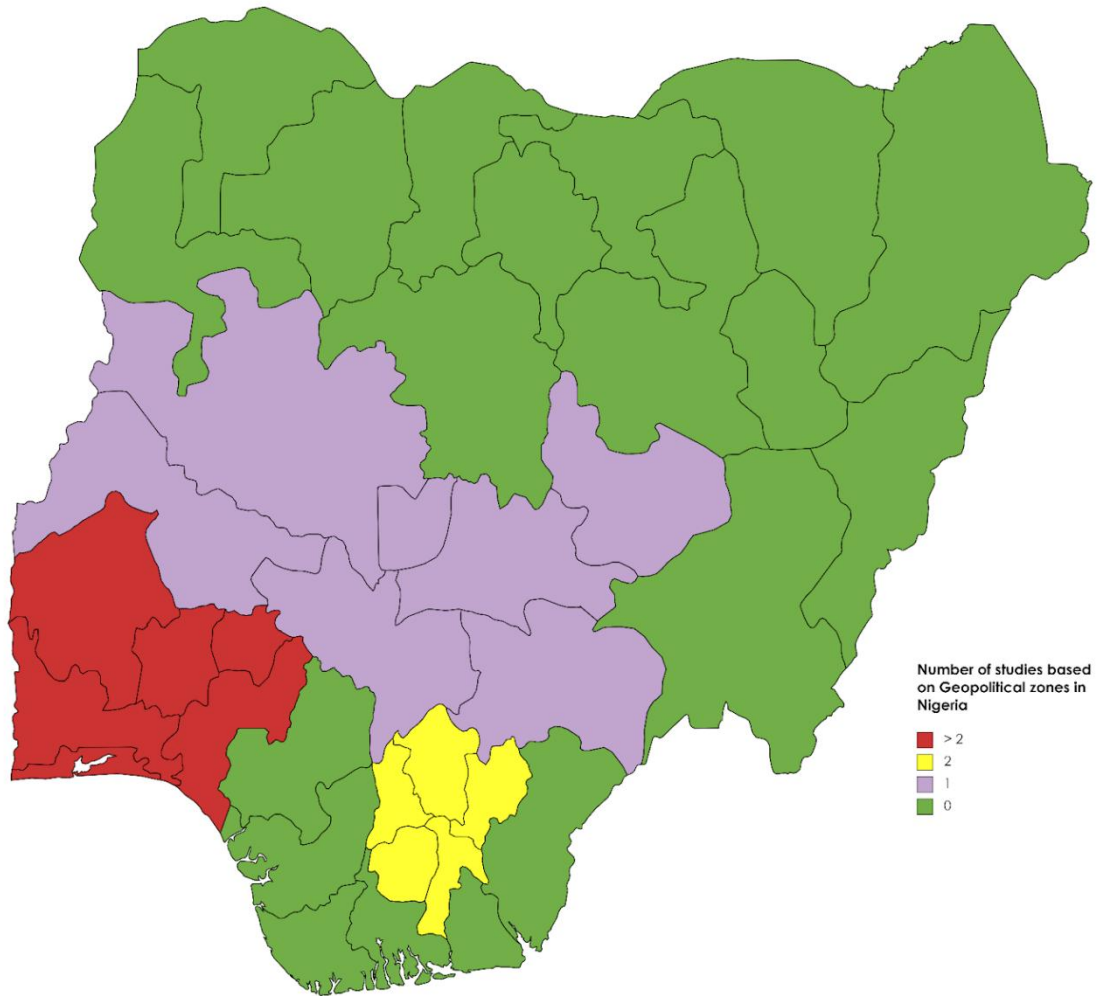 Number of studies based
on Geopolitical zones in
Nigeria
> 2
2
1
0